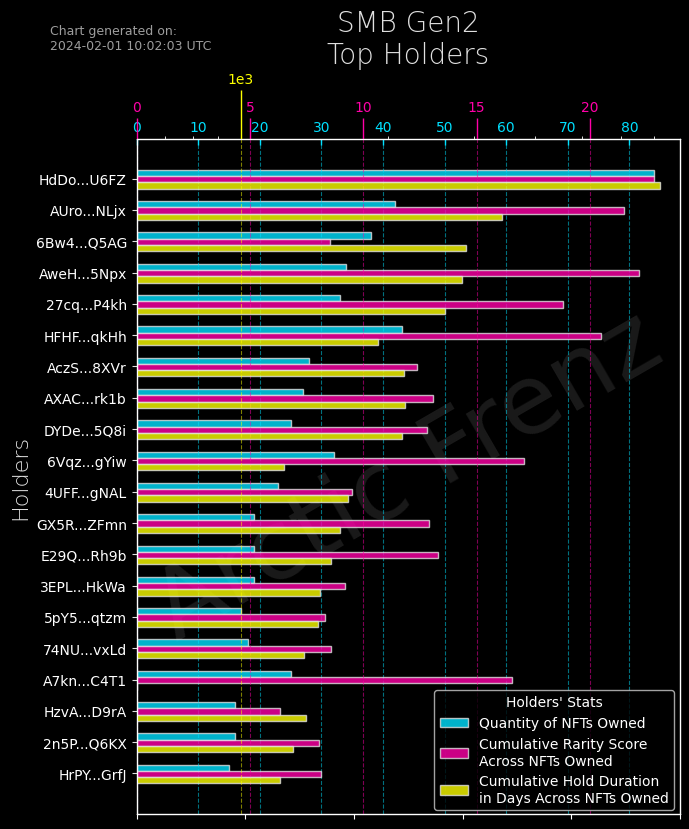 Chart generated on:
2024-02-01 10:02:03 UTC
SMB Gen2
Top Holders
1e3
0 5 10 15 20
0 10 20 30 40 50 60 70 80
Holders
HdDo...U6FZ
AUro...NLjx
6Bw4...Q5AG
AweH...5Npx
27cq...P4kh
HFHF...qkHh
AczS...8XVr
AXAC...rk1b
DYDe...5Q8i
6Vqz...gYiw
4UFF...gNAL
GX5R...ZFmn
E29Q...Rh9b
3EPL...HkWa
5pY5...qtzm
74NU...vxLd
A7kn...C4T1
HzvA...D9rA
2n5P...Q6KX
HrPY...GrfJ
Arctic Frenz
Holders' Stats
Quantity of NFTs Owned
Cumulative Rarity Score
Across NFTs Owned
Cumulative Hold Duration
in Days Across NFTs Owned